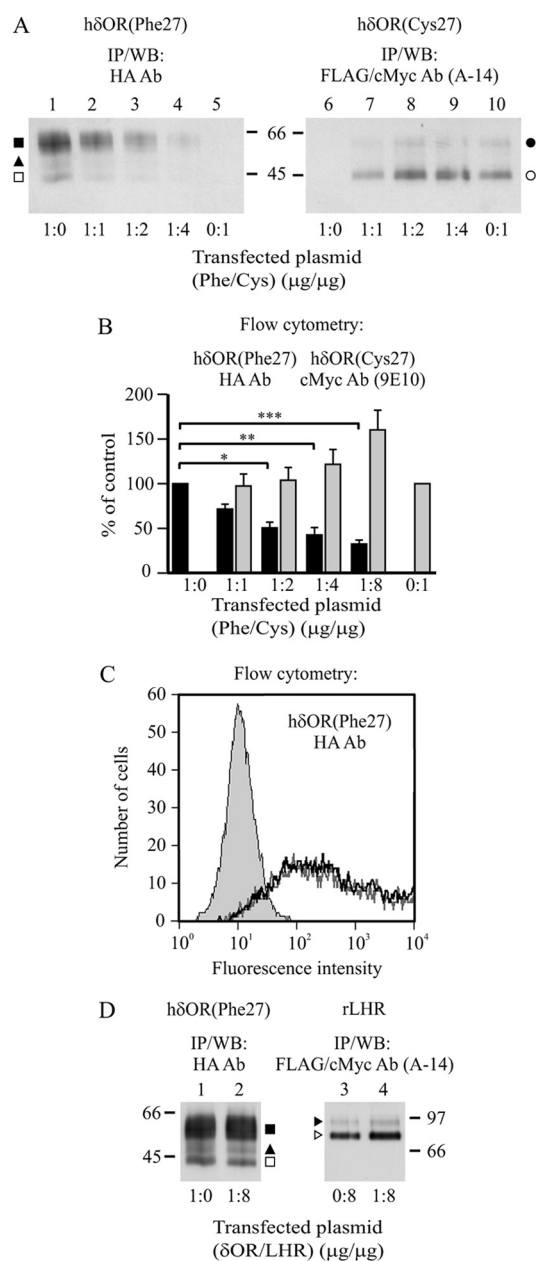 A
hδOR(Phe27) hδOR(Cys27)
IP/WB: IP/WB:
HA Ab FLAG/cMyc Ab (A-14)
1 2 3 4 5 6 7 8 9 10
66
45
1:0 1:1 1:2 1:4 0:1 1:0 1:1 1:2 1:4 0:1
Transfected plasmid
(Phe/Cys) (μg/μg)
B
Flow cytometry:
hδOR(Phe27) hδOR(Cys27)
HA Ab cMyc Ab (9E10)
% of control
200
150
100
50
0
***
**
*
1:0 1:1 1:2 1:4 1:8 0:1
Transfected plasmid
(Phe/Cys) (μg/μg)
C
Flow cytometry:
hδOR(Phe27)
HA Ab
Number of cells
60
50
40
30
20
10
0
10⁰ 10¹ 10² 10³ 10⁴
Fluorescence intensity
D
hδOR(Phe27) rLHR
IP/WB: IP/WB:
HA Ab FLAG/cMyc Ab (A-14)
1 2 3 4
66 97
45 66
1:0 1:8 0:8 1:8
Transfected plasmid
(δOR/LHR) (μg/μg)